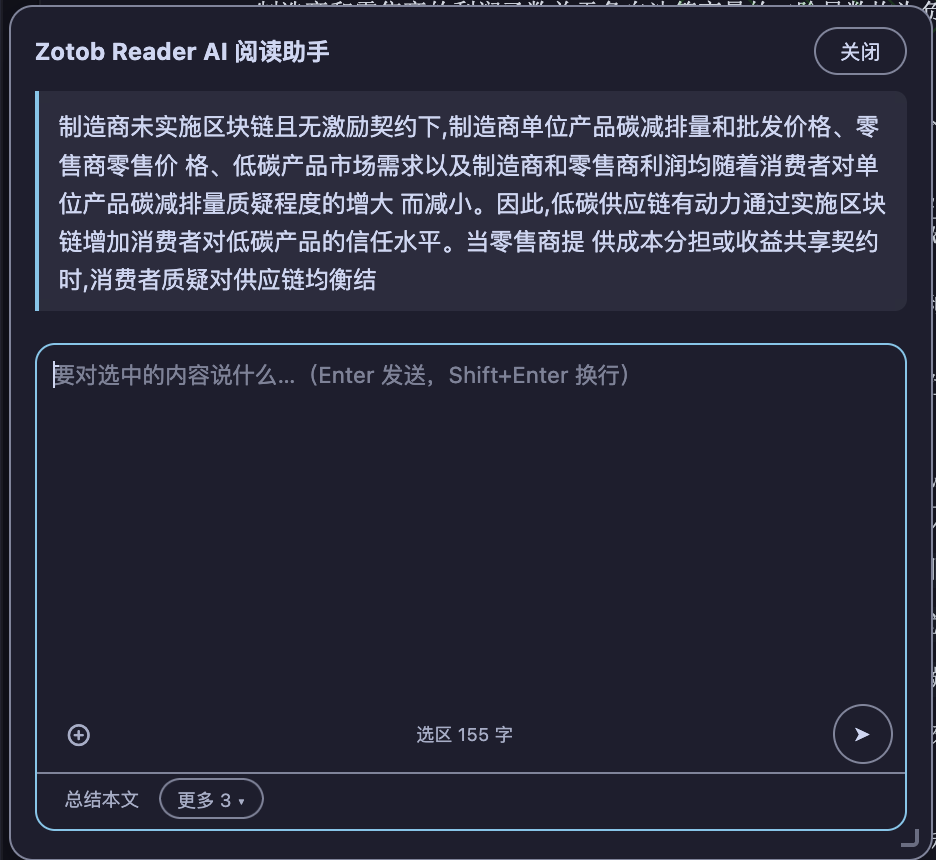 Zotob Reader AI 阅读助手
关闭
制造商未实施区块链且无激励契约下,制造商单位产品碳减排量和批发价格、零
售商零售价 格、低碳产品市场需求以及制造商和零售商利润均随着消费者对单
位产品碳减排量质疑程度的增大 而减小。因此,低碳供应链有动力通过实施区块
链增加消费者对低碳产品的信任水平。当零售商提 供成本分担或收益共享契约
时,消费者质疑对供应链均衡结
要对选中的内容说什么...（Enter 发送，Shift+Enter 换行）
选区 155 字
总结本文
更多 3 ▾